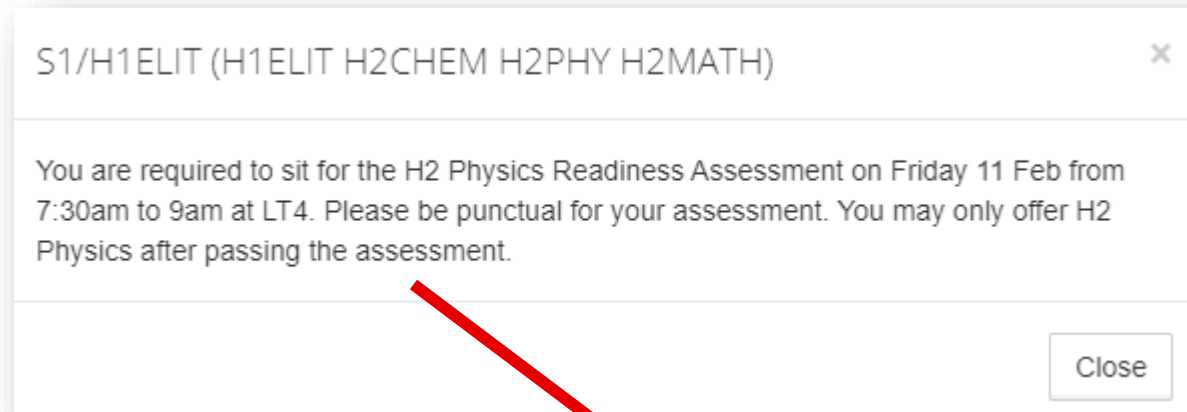 S1/H1ELIT (H1ELIT H2CHEM H2PHY H2MATH)
×
You are required to sit for the H2 Physics Readiness Assessment on Friday 11 Feb from
7:30am to 9am at LT4. Please be punctual for your assessment. You may only offer H2
Physics after passing the assessment.
Close